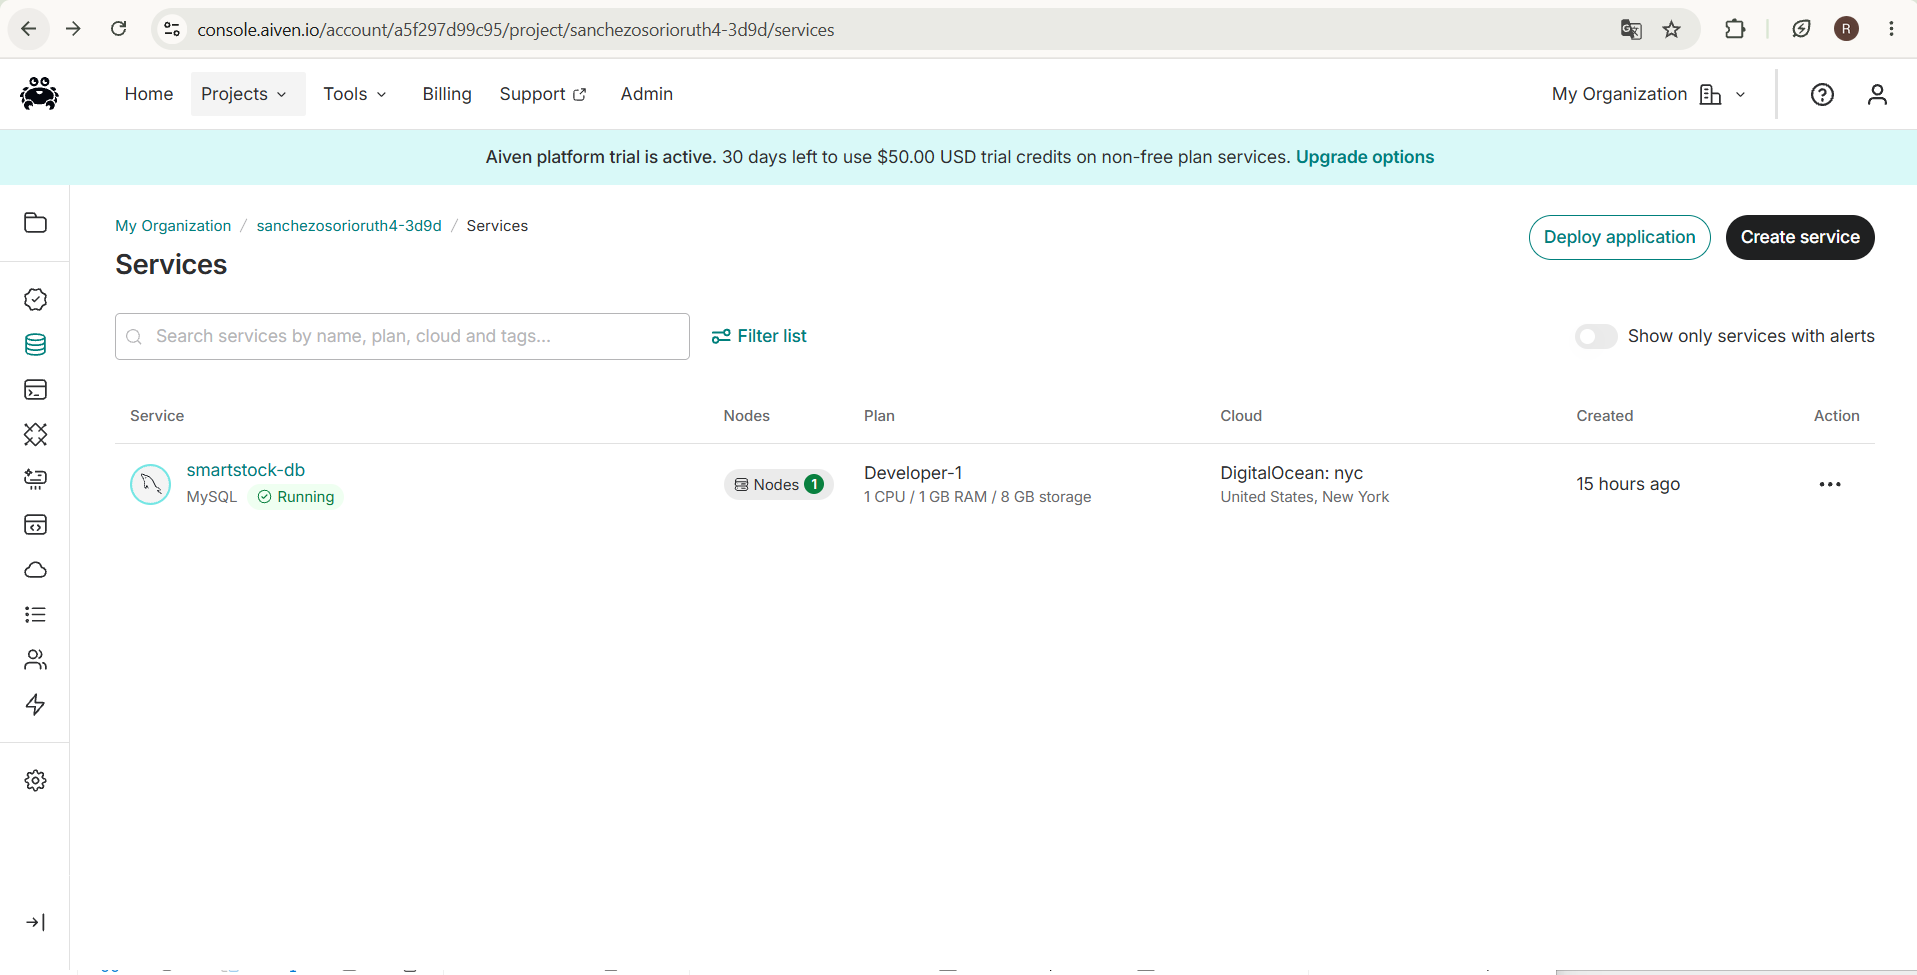 console.aiven.io/account/a5f297d99c95/project/sanchezosorioruth4-3d9d/services
R
Home Projects Tools Billing Support Admin My Organization
Aiven platform trial is active. 30 days left to use $50.00 USD trial credits on non-free plan services. Upgrade options
My Organization / sanchezosorioruth4-3d9d / Services
Services
Deploy application Create service
Search services by name, plan, cloud and tags... Filter list Show only services with alerts
Service Nodes Plan Cloud Created Action
smartstock-db
MySQL Running
Nodes 1
Developer-1
1 CPU / 1 GB RAM / 8 GB storage
DigitalOcean: nyc
United States, New York
15 hours ago